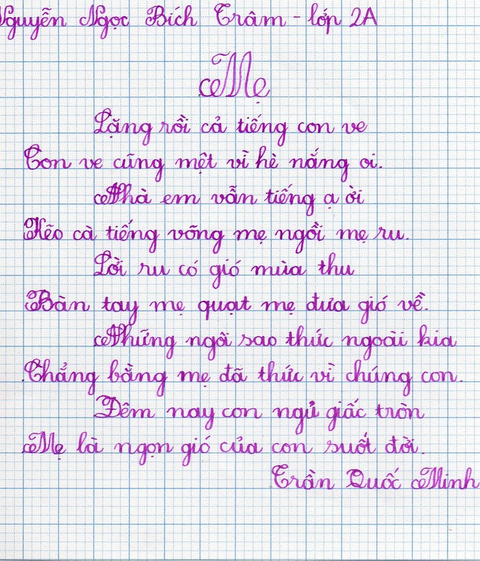 Nguyễn Ngọc Bích Trâm - lớp 2A
Mẹ
Lặng rồi cả tiếng con ve
Con ve cũng mệt vì hè nắng oi.
Nhà em vẫn tiếng ạ ời
Kẽo cà tiếng võng mẹ ngồi mẹ ru.
Lời ru có gió mùa thu
Bàn tay mẹ quạt mẹ đưa gió về.
Những ngôi sao thức ngoài kia
Chẳng bằng mẹ đã thức vì chúng con.
Đêm nay con ngủ giấc tròn
Mẹ là ngọn gió của con suốt đời.
Trần Quốc Minh